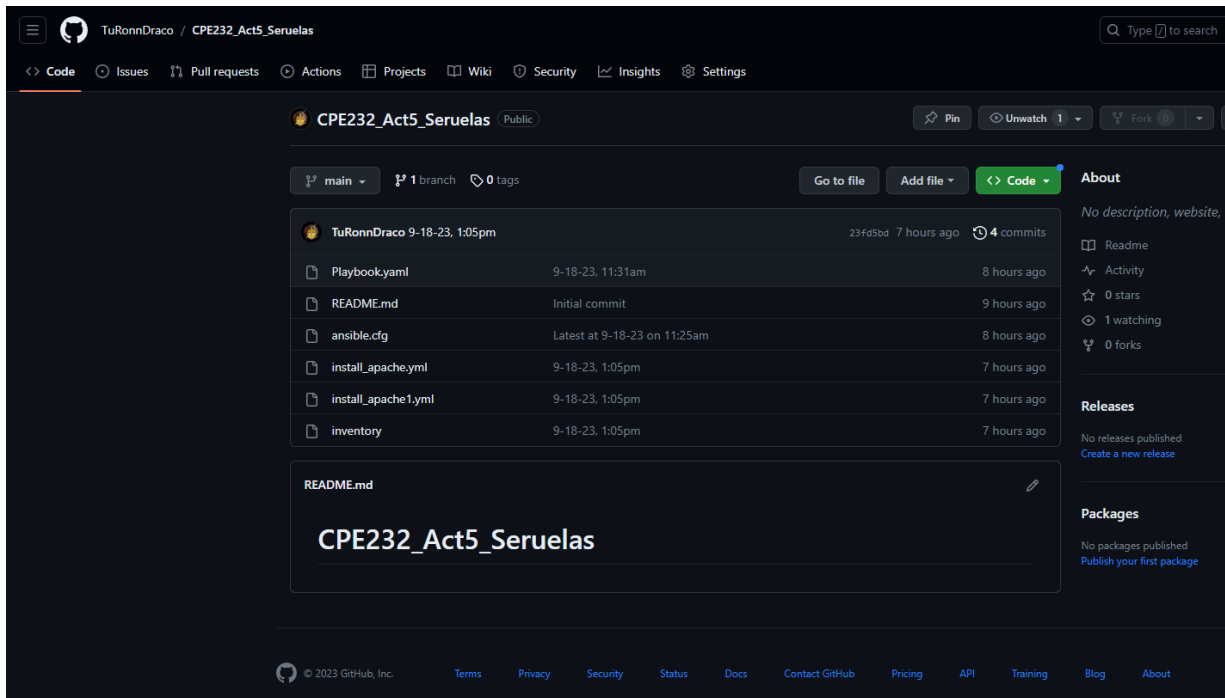 TuRonnDraco / CPE232_Act5_Seruelas
Type / to search
<> Code Issues Pull requests Actions Projects Wiki Security Insights Settings
CPE232_Act5_Seruelas Public
Pin Unwatch 1 Fork 0
main 1 branch 0 tags
Go to file Add file <> Code
TuRonnDraco 9-18-23, 1:05pm 23fd5bd 7 hours ago 4 commits
Playbook.yaml 9-18-23, 11:31am 8 hours ago
README.md Initial commit 9 hours ago
ansible.cfg Latest at 9-18-23 on 11:25am 8 hours ago
install_apache.yml 9-18-23, 1:05pm 7 hours ago
install_apache1.yml 9-18-23, 1:05pm 7 hours ago
inventory 9-18-23, 1:05pm 7 hours ago
README.md
CPE232_Act5_Seruelas
About
No description, website,
Readme
Activity
0 stars
1 watching
0 forks
Releases
No releases published
Create a new release
Packages
No packages published
Publish your first package
© 2023 GitHub, Inc. Terms Privacy Security Status Docs Contact GitHub Pricing API Training Blog About